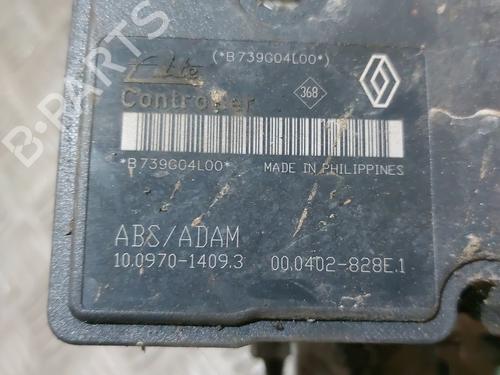 (*B739G04L00*)
Controller
368
*B739G04L00* MADE IN PHILIPPINES
ABS/ADAM
10.0970-1409.3 00.0402-828E.1
B-PARTS